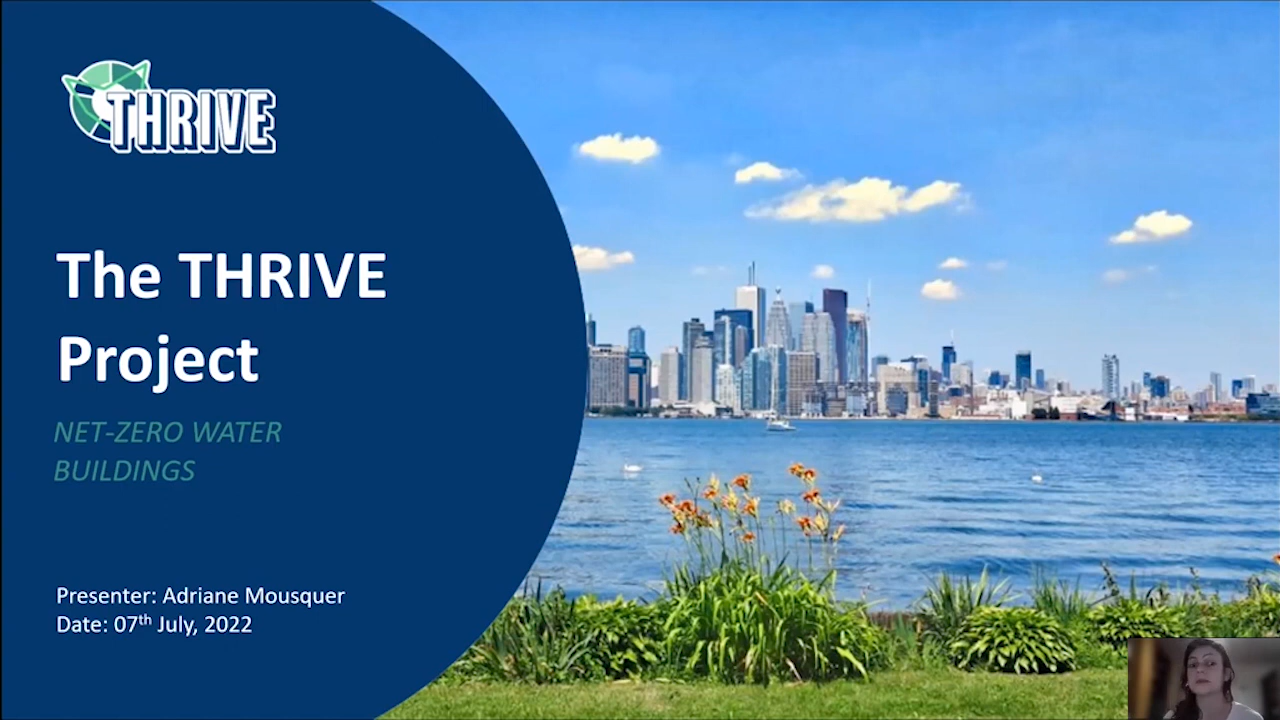 THRIVE
The THRIVE
Project
NET-ZERO WATER
BUILDINGS
Presenter: Adriane Mousquer
Date: 07th July, 2022